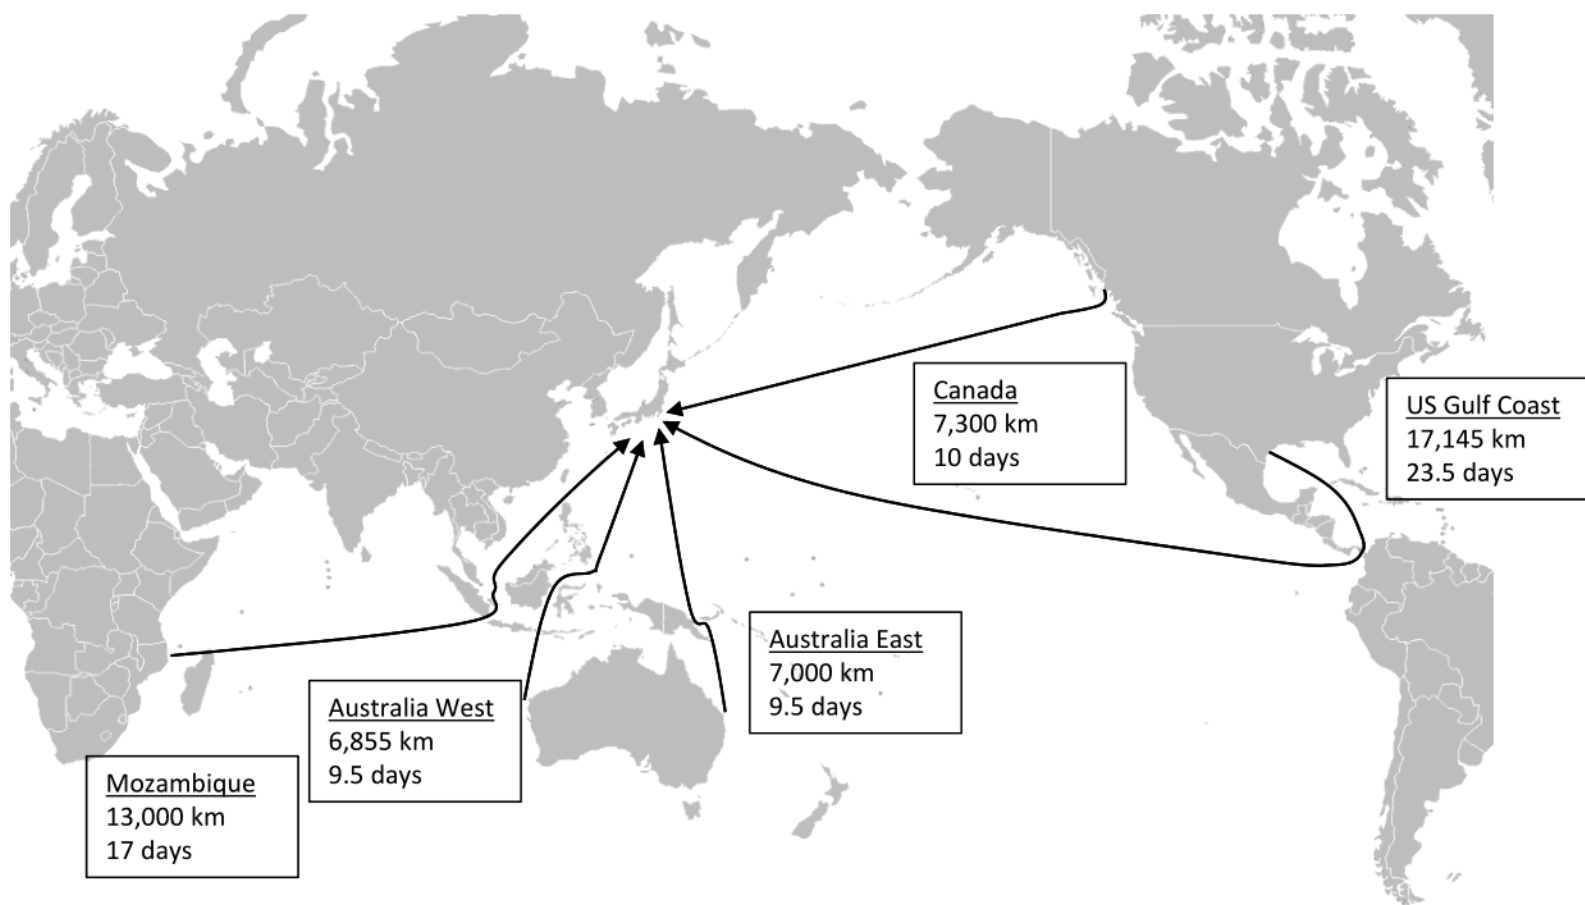 Canada
7,300 km
10 days
US Gulf Coast
17,145 km
23.5 days
Australia East
7,000 km
9.5 days
Australia West
6,855 km
9.5 days
Mozambique
13,000 km
17 days